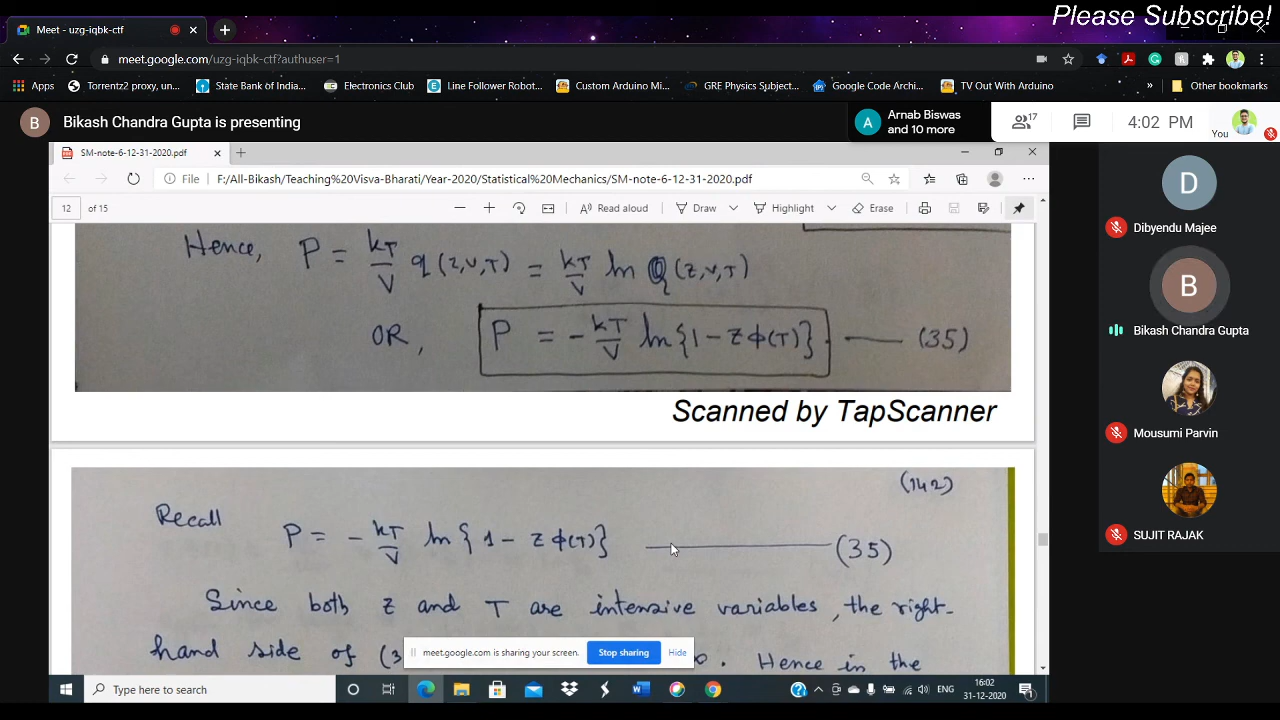 Please Subscribe!
Meet - uzg-iqbk-ctf
meet.google.com/uzg-iqbk-ctf?authuser=1
Apps Torrentz2 proxy, un... State Bank of India... Electronics Club Line Follower Robot... Custom Arduino Mi... GRE Physics Subject... Google Code Archi... TV Out With Arduino » Other bookmarks
B Bikash Chandra Gupta is presenting
A Arnab Biswas
and 10 more
17
4:02 PM
You
SM-note-6-12-31-2020.pdf
File F:/All-Bikash/Teaching%20Visva-Bharati/Year-2020/Statistical%20Mechanics/SM-note-6-12-31-2020.pdf
12 of 15 Read aloud Draw Highlight Erase
Hence, P = kT/V q(z,V,T) = kT/V ln Q(z,V,T)
OR, P = - kT/V ln{1-zφ(T)} (35)
Scanned by TapScanner
(142)
Recall P = - kT/V ln{1-zφ(T)} (35)
Since both z and T are intensive variables, the right-
hand side of (3 0. Hence in the
meet.google.com is sharing your screen. Stop sharing Hide
D
Dibyendu Majee
B
Bikash Chandra Gupta
Mousumi Parvin
SUJIT RAJAK
Type here to search
ENG
16:02
31-12-2020
1